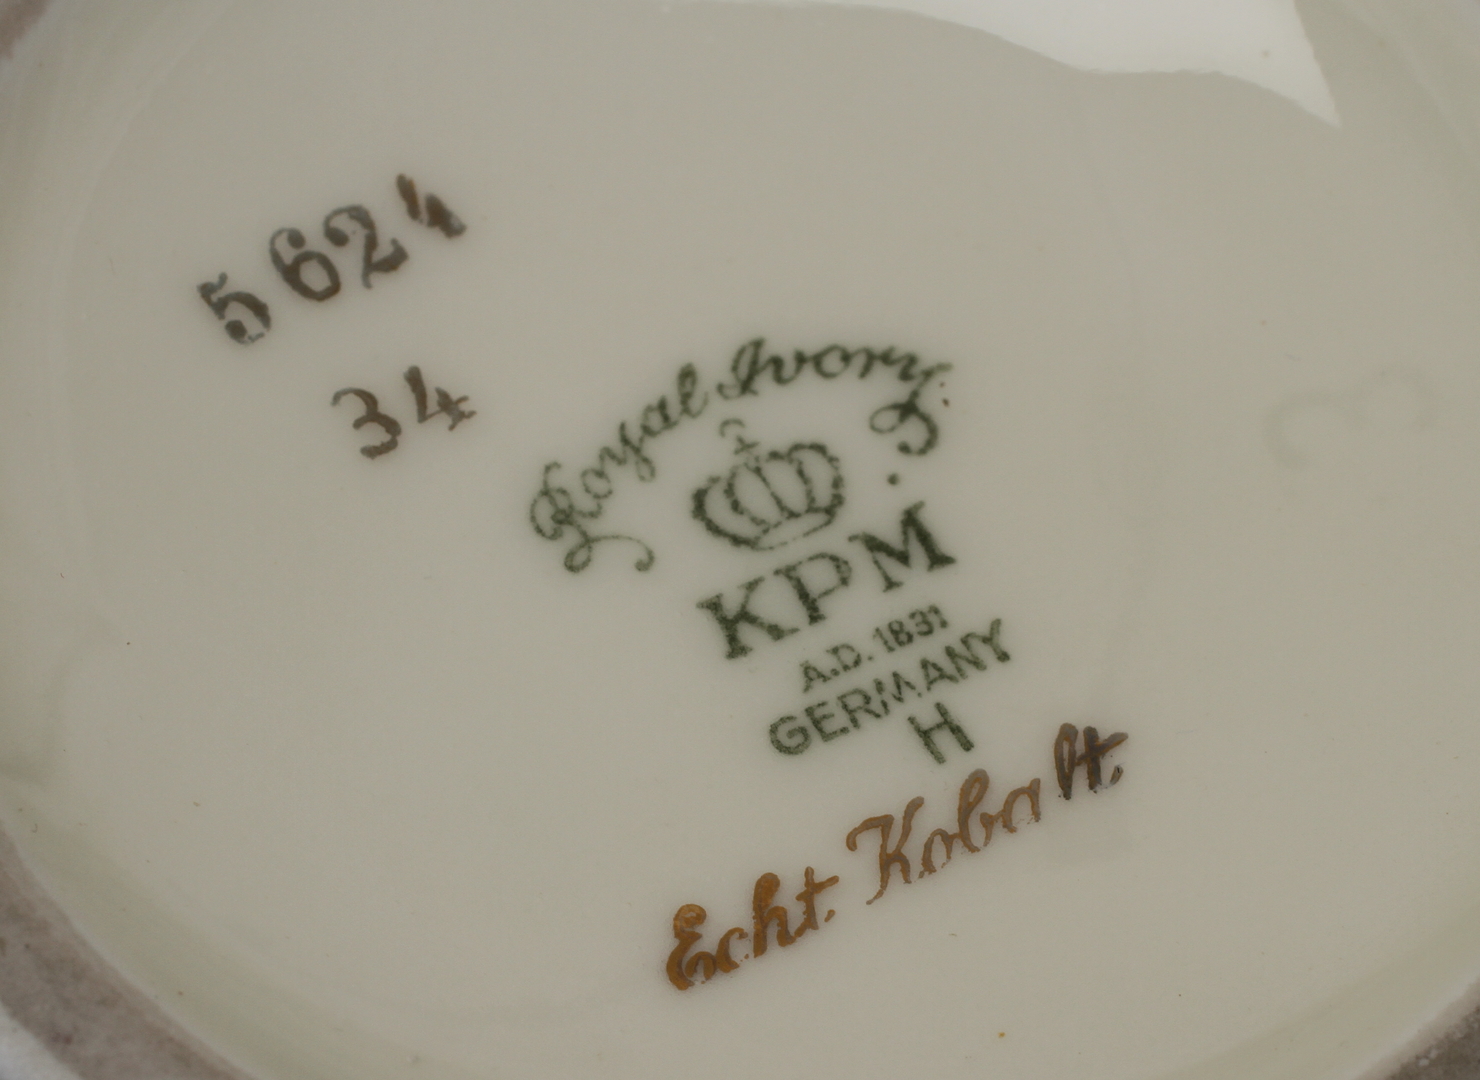 5624
34
Royal Ivory
KPM
A.D. 1831
GERMANY
H
Echt. Kobalt.